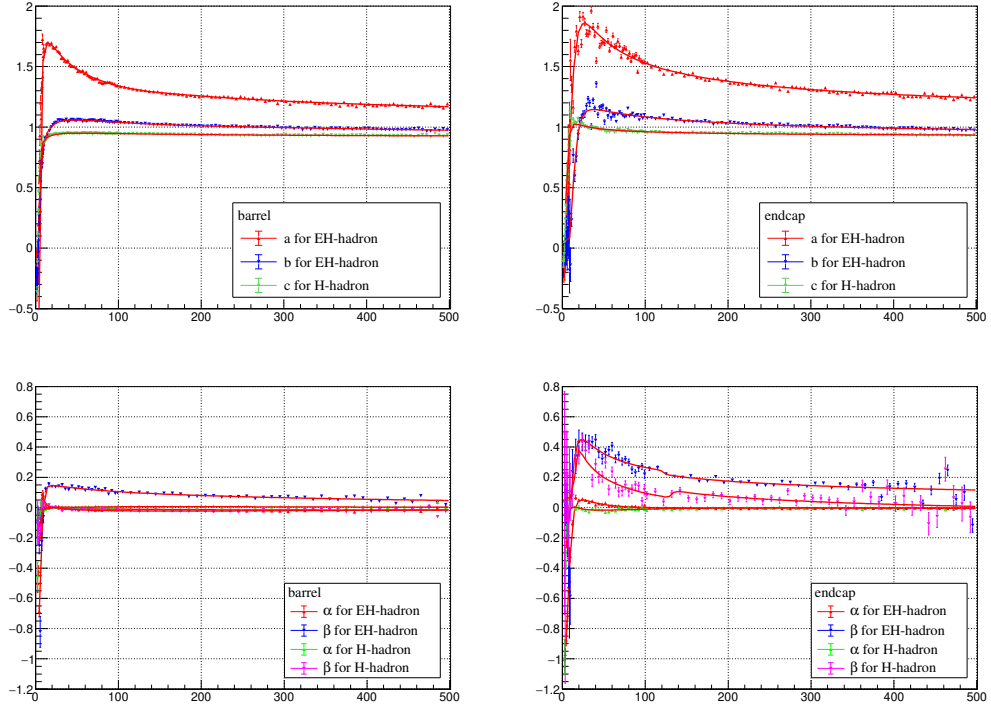 2
1.5
1
0.5
0
−0.5
0 100 200 300 400 500
barrel
a for EH-hadron
b for EH-hadron
c for H-hadron
2
1.5
1
0.5
0
−0.5
0 100 200 300 400 500
endcap
a for EH-hadron
b for EH-hadron
c for H-hadron
0.8
0.6
0.4
0.2
0
−0.2
−0.4
−0.6
−0.8
−1
−1.2
0 100 200 300 400 500
barrel
α for EH-hadron
β for EH-hadron
α for H-hadron
β for H-hadron
0.8
0.6
0.4
0.2
0
−0.2
−0.4
−0.6
−0.8
−1
−1.2
0 100 200 300 400 500
endcap
α for EH-hadron
β for EH-hadron
α for H-hadron
β for H-hadron